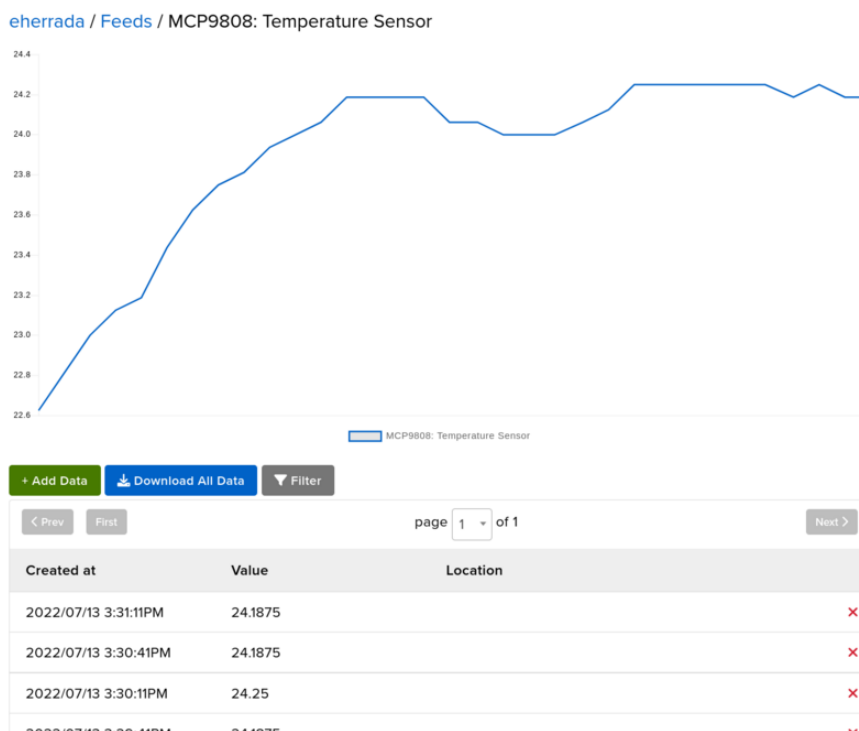 eherrada / Feeds / MCP9808: Temperature Sensor
24.4
24.2
24.0
23.8
23.6
23.4
23.2
23.0
22.8
22.6
MCP9808: Temperature Sensor
+ Add Data Download All Data Filter
Prev First page 1 of 1 Next
Created at Value Location
2022/07/13 3:31:11PM 24.1875
2022/07/13 3:30:41PM 24.1875
2022/07/13 3:30:11PM 24.25